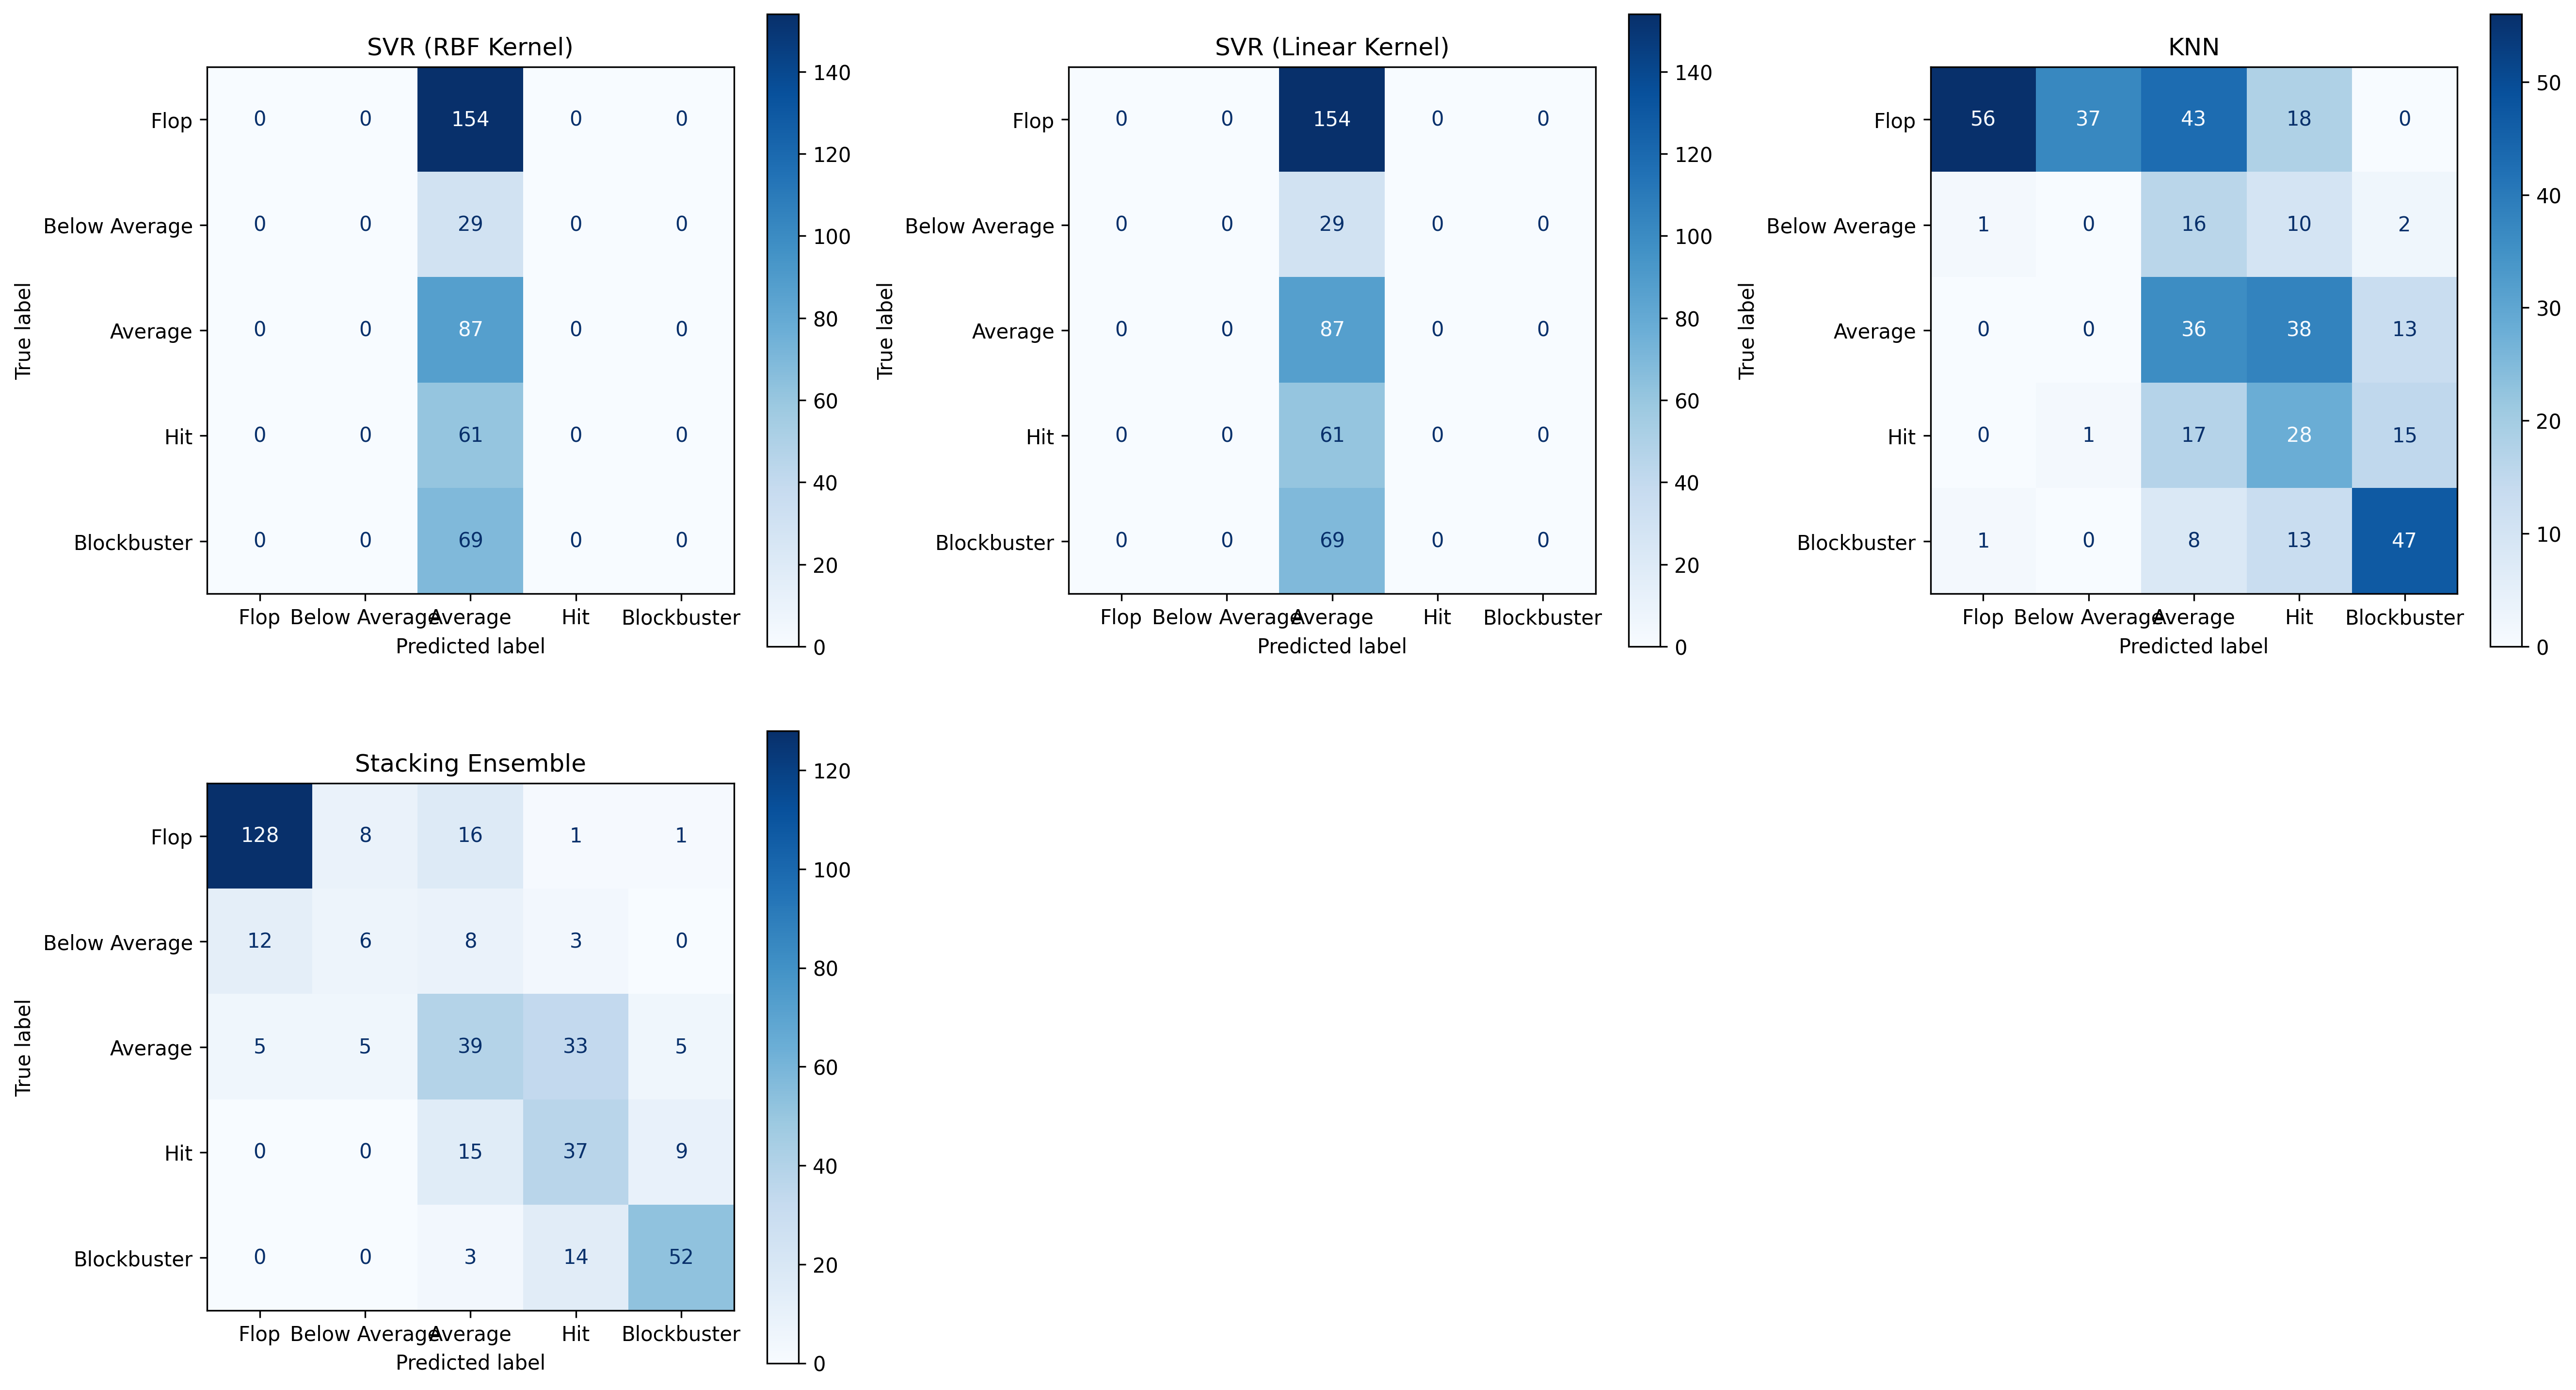 SVR (RBF Kernel)
True label
Flop 0 0 154 0 0
Below Average 0 0 29 0 0
Average 0 0 87 0 0
Hit 0 0 61 0 0
Blockbuster 0 0 69 0 0
Flop Below Average Average Hit Blockbuster
Predicted label
140
120
100
80
60
40
20
0
SVR (Linear Kernel)
True label
Flop 0 0 154 0 0
Below Average 0 0 29 0 0
Average 0 0 87 0 0
Hit 0 0 61 0 0
Blockbuster 0 0 69 0 0
Flop Below Average Average Hit Blockbuster
Predicted label
140
120
100
80
60
40
20
0
KNN
True label
Flop 56 37 43 18 0
Below Average 1 0 16 10 2
Average 0 0 36 38 13
Hit 0 1 17 28 15
Blockbuster 1 0 8 13 47
Flop Below Average Average Hit Blockbuster
Predicted label
50
40
30
20
10
0
Stacking Ensemble
True label
Flop 128 8 16 1 1
Below Average 12 6 8 3 0
Average 5 5 39 33 5
Hit 0 0 15 37 9
Blockbuster 0 0 3 14 52
Flop Below Average Average Hit Blockbuster
Predicted label
120
100
80
60
40
20
0